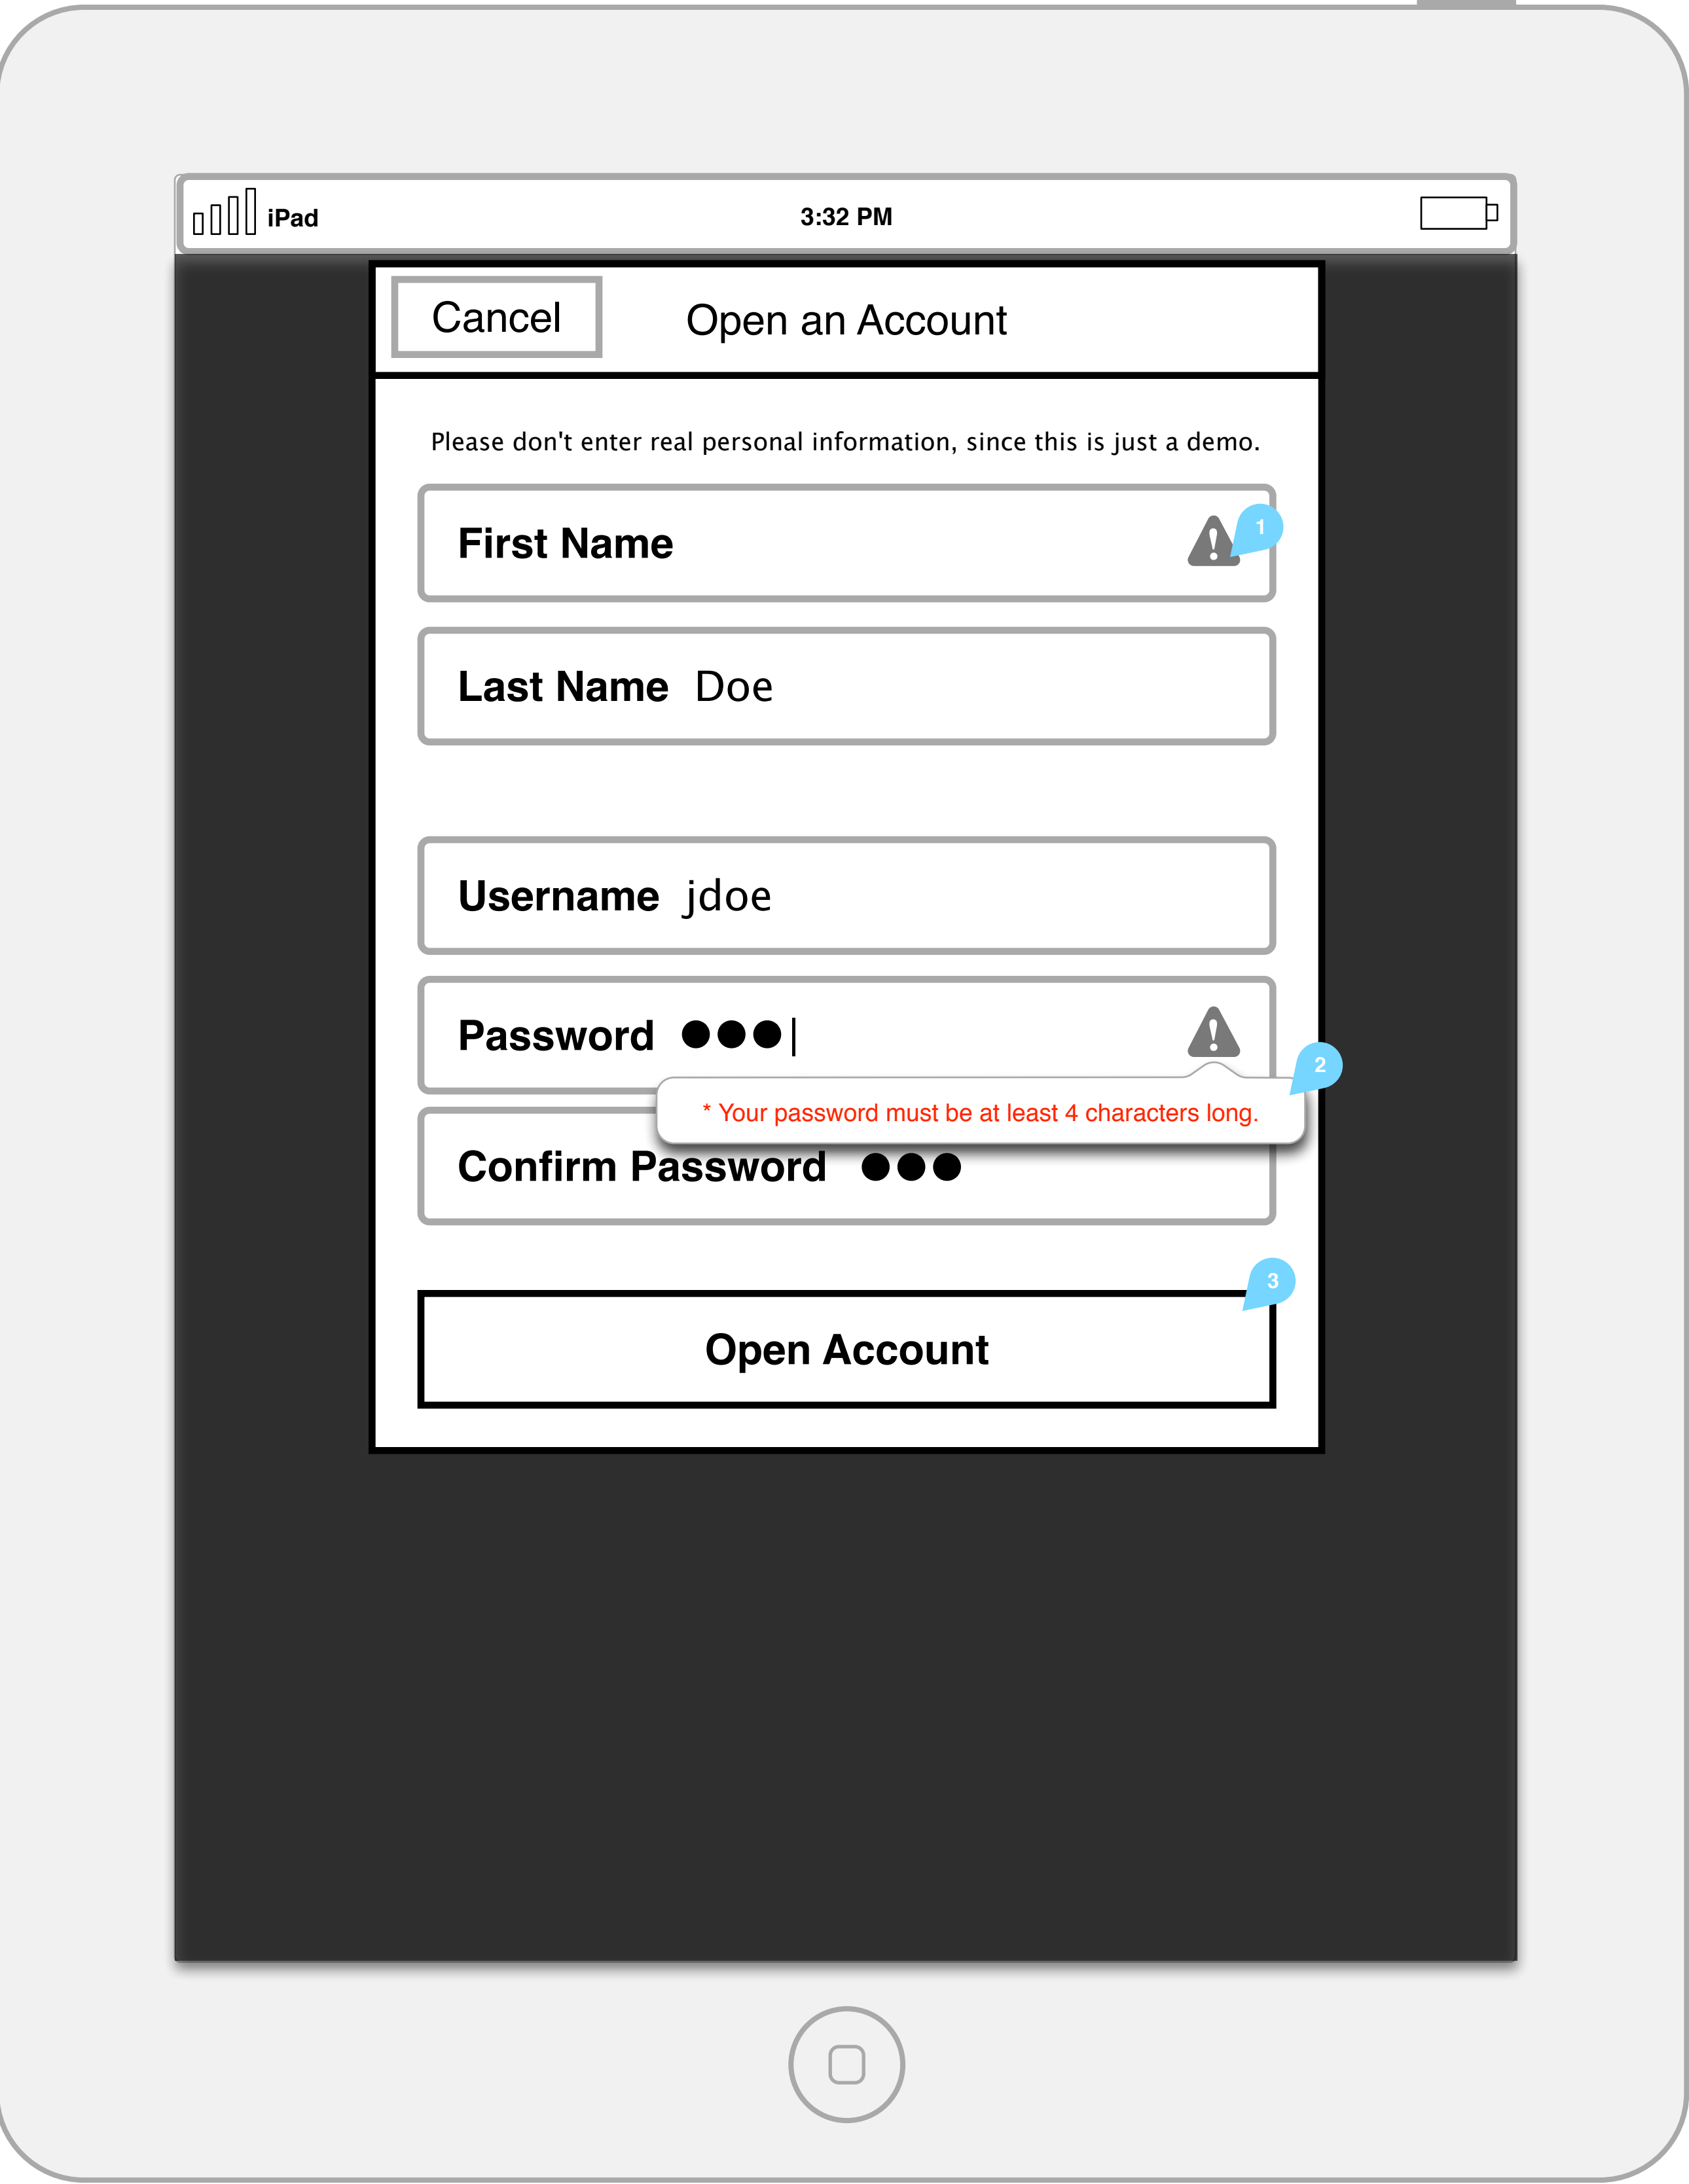 iPad 3:32 PM
Cancel Open an Account
Please don't enter real personal information, since this is just a demo.
First Name 1
Last Name Doe
Username jdoe
Password
2
* Your password must be at least 4 characters long.
Confirm Password
3
Open Account